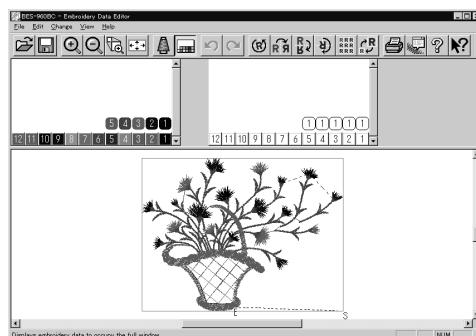 BES-960BC - Embroidery Data Editor
File Edit Change View Help
5 4 3 2 1
1 1 1 1 1
12 11 10 9 8 7 6 5 4 3 2 1
12 11 10 9 8 7 6 5 4 3 2 1
E
S
Displays embroidery data to occupy the full window.
NUM